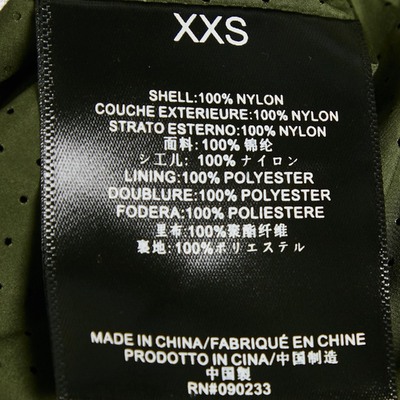 XXS
SHELL:100% NYLON
COUCHE EXTERIEURE:100% NYLON
STRATO ESTERNO:100% NYLON
面料:100% 锦纶
シエル: 100% ナイロン
LINING:100% POLYESTER
DOUBLURE:100% POLYESTER
FODERA:100% POLIESTERE
里布:100%聚酯纤维
裏地:100%ポリエステル
MADE IN CHINA/FABRIQUÉ EN CHINE
PRODOTTO IN CINA/中国制造
中国製
RN#090233